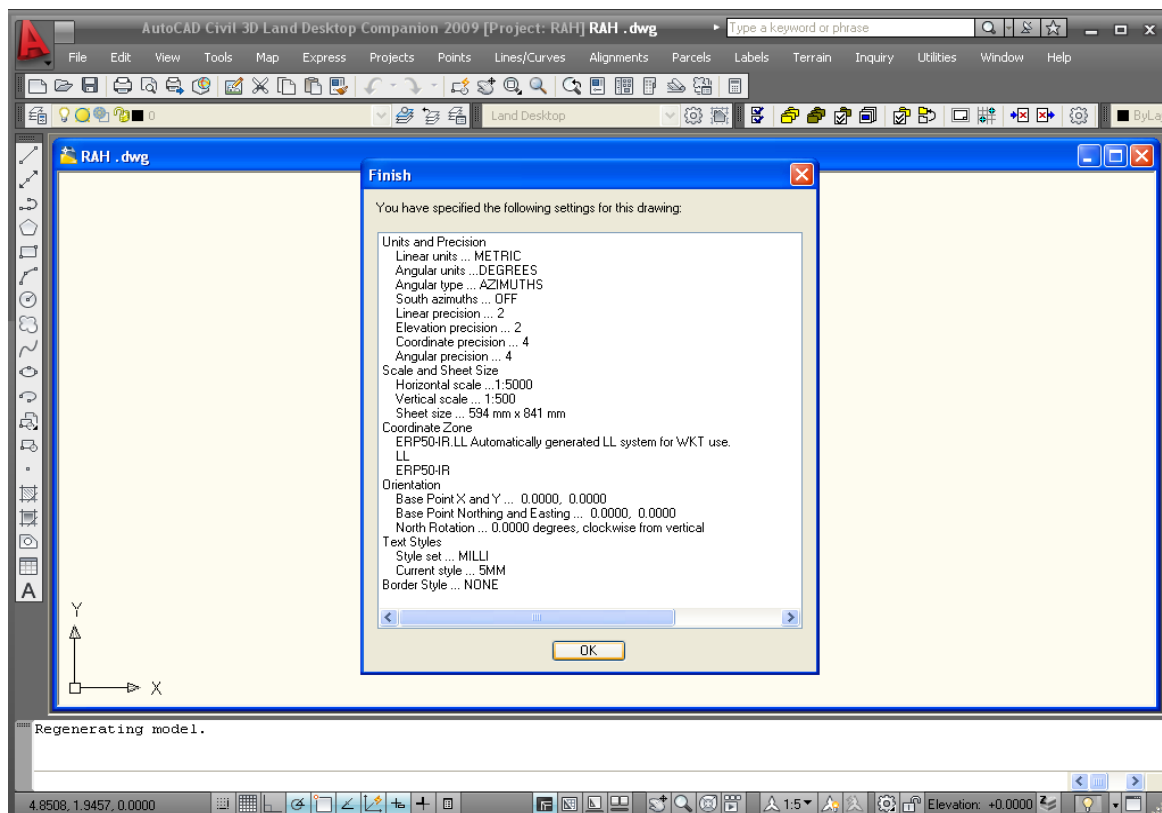 AutoCAD Civil 3D Land Desktop Companion 2009 [Project: RAH] RAH .dwg Type a keyword or phrase
File Edit View Tools Map Express Projects Points Lines/Curves Alignments Parcels Labels Terrain Inquiry Utilities Window Help
0 Land Desktop ByLa
RAH .dwg
Finish
You have specified the following settings for this drawing:
Units and Precision
Linear units ... METRIC
Angular units ...DEGREES
Angular type ... AZIMUTHS
South azimuths ... OFF
Linear precision ... 2
Elevation precision ... 2
Coordinate precision ... 4
Angular precision ... 4
Scale and Sheet Size
Horizontal scale ...1:5000
Vertical scale ... 1:500
Sheet size ... 594 mm x 841 mm
Coordinate Zone
ERP50-IR.LL Automatically generated LL system for WKT use.
LL
ERP50-IR
Orientation
Base Point X and Y ... 0.0000, 0.0000
Base Point Northing and Easting ... 0.0000, 0.0000
North Rotation ... 0.0000 degrees, clockwise from vertical
Text Styles
Style set ... MILLI
Current style ... 5MM
Border Style ... NONE
OK
A
Y
X
Regenerating model.
4.8508, 1.9457, 0.0000 1:5 Elevation: +0.0000